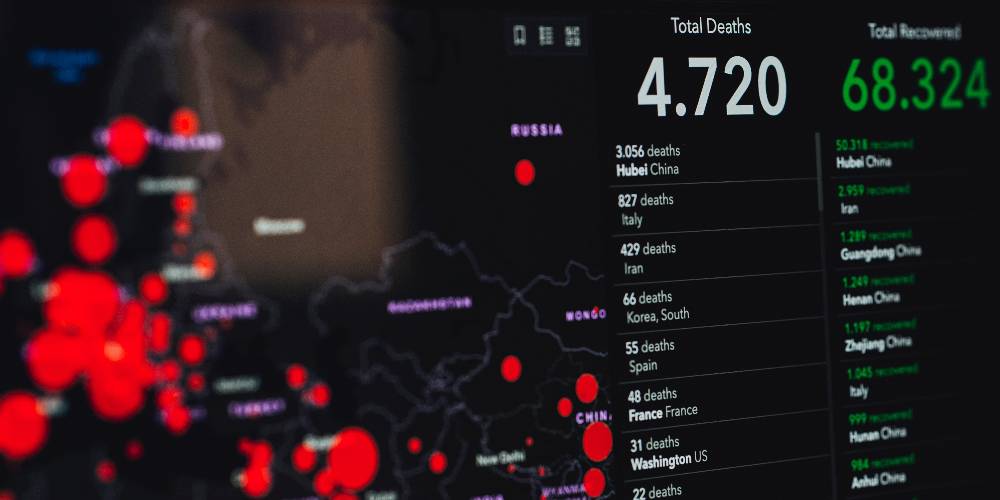 RUSSIA
KAZAKHSTAN
MONGO
CHINA
New Delhi
Total Deaths
4.720
3.056 deaths
Hubei China
827 deaths
Italy
429 deaths
Iran
66 deaths
Korea, South
55 deaths
Spain
48 deaths
France France
31 deaths
Washington US
22 deaths
Total Recovered
68.324
50.318 recovered
Hubei China
2.959 recovered
Iran
1.289 recovered
Guangdong China
1.249 recovered
Henan China
1.197 recovered
Zhejiang China
1.045 recovered
Italy
999 recovered
Hunan China
984 recovered
Anhui China